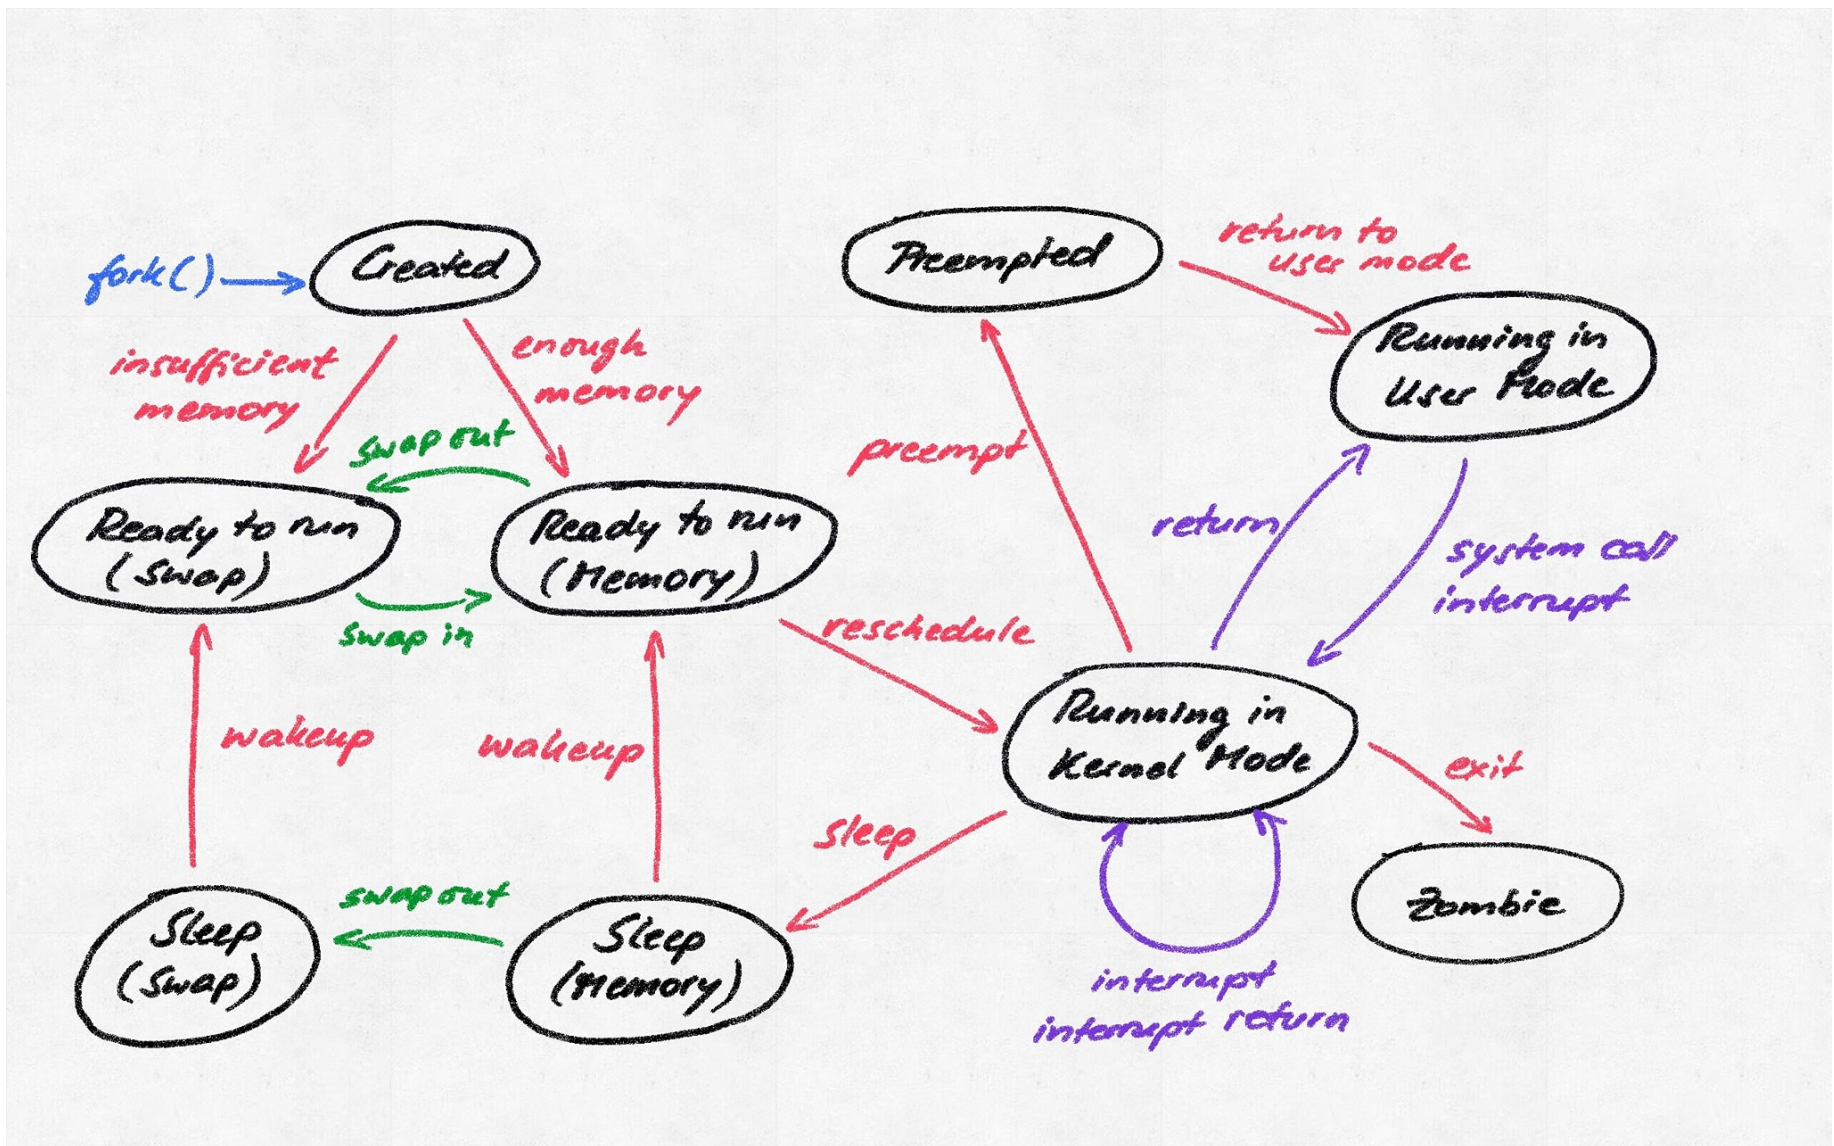 fork()
Created
insufficient
memory
enough
memory
swap out
Ready to run
(Swap)
Ready to run
(Memory)
swap in
wakeup
wakeup
Sleep
(Swap)
swap out
Sleep
(Memory)
Preempted
return to
user mode
Running in
User Mode
preempt
return
system call
interrupt
reschedule
Running in
Kernel Mode
sleep
exit
Zombie
interrupt
interrupt return